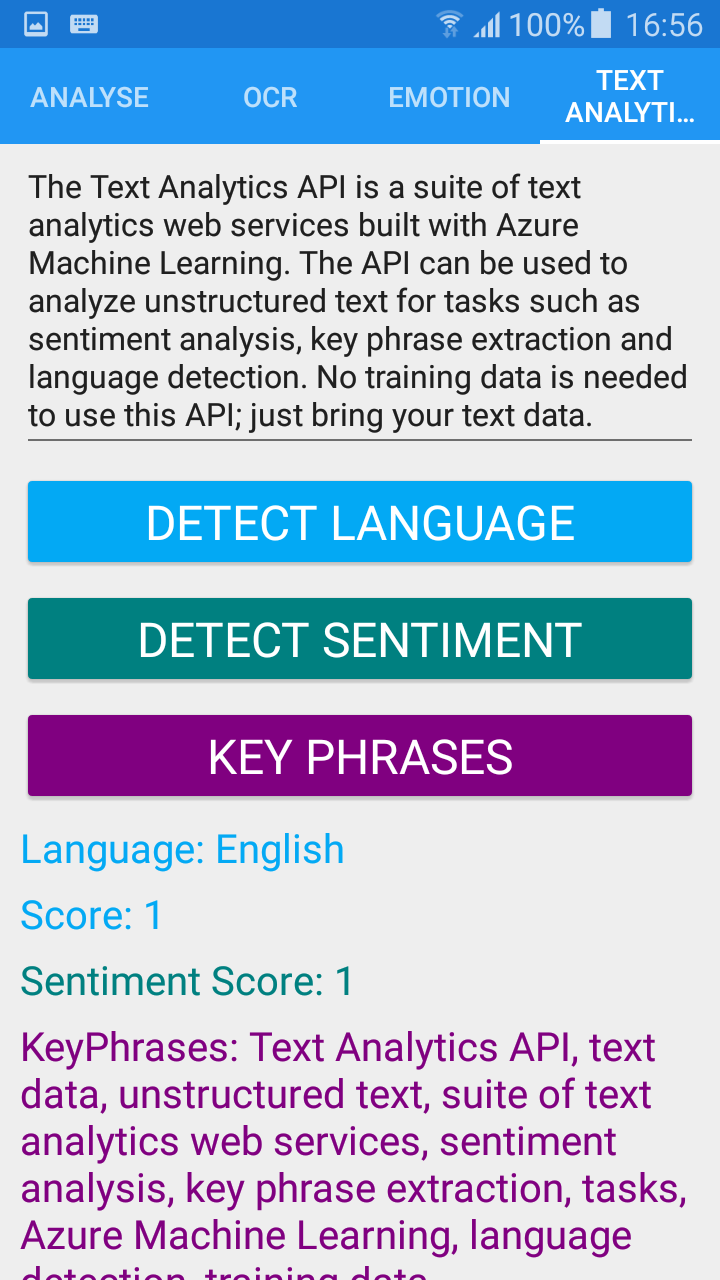 100% 16:56
ANALYSE OCR EMOTION TEXT ANALYTI...
The Text Analytics API is a suite of text
analytics web services built with Azure
Machine Learning. The API can be used to
analyze unstructured text for tasks such as
sentiment analysis, key phrase extraction and
language detection. No training data is needed
to use this API; just bring your text data.
DETECT LANGUAGE
DETECT SENTIMENT
KEY PHRASES
Language: English
Score: 1
Sentiment Score: 1
KeyPhrases: Text Analytics API, text
data, unstructured text, suite of text
analytics web services, sentiment
analysis, key phrase extraction, tasks,
Azure Machine Learning, language
detection, training data